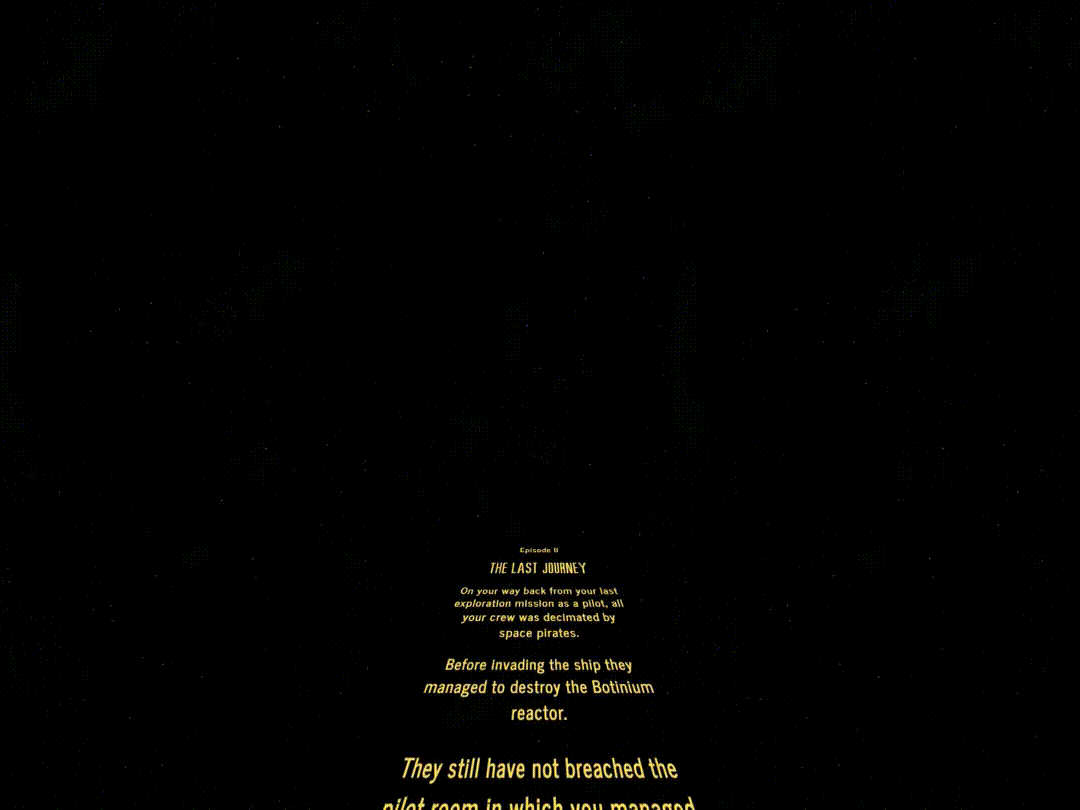 Episode II
THE LAST JOURNEY
On your way back from your last
exploration mission as a pilot, all
your crew was decimated by
space pirates.
Before invading the ship they
managed to destroy the Botinium
reactor.
They still have not breached the
pilot room in which you managed